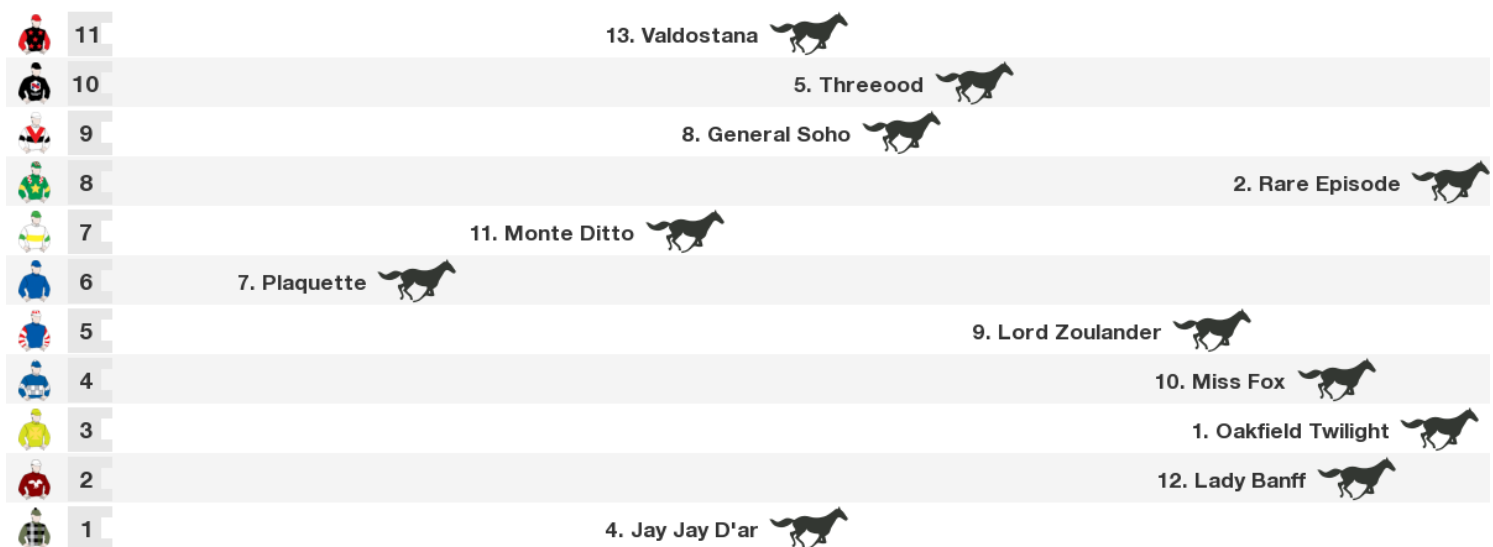 11 13. Valdostana
10 5. Threeood
9 8. General Soho
8 2. Rare Episode
7 11. Monte Ditto
6 7. Plaquette
5 9. Lord Zoulander
4 10. Miss Fox
3 1. Oakfield Twilight
2 12. Lady Banff
1 4. Jay Jay D'ar